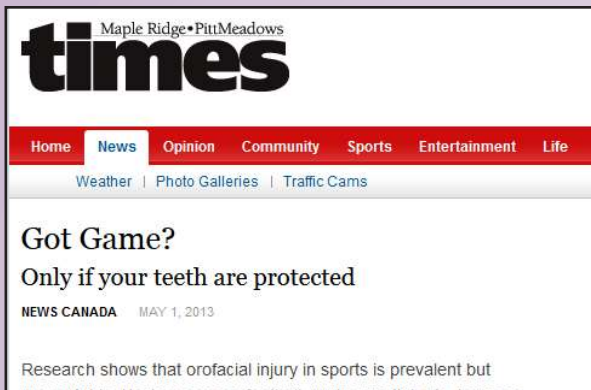 Maple Ridge•PittMeadows
times
Home News Opinion Community Sports Entertainment Life
Weather | Photo Galleries | Traffic Cams
Got Game?
Only if your teeth are protected
NEWS CANADA MAY 1, 2013
Research shows that orofacial injury in sports is prevalent but